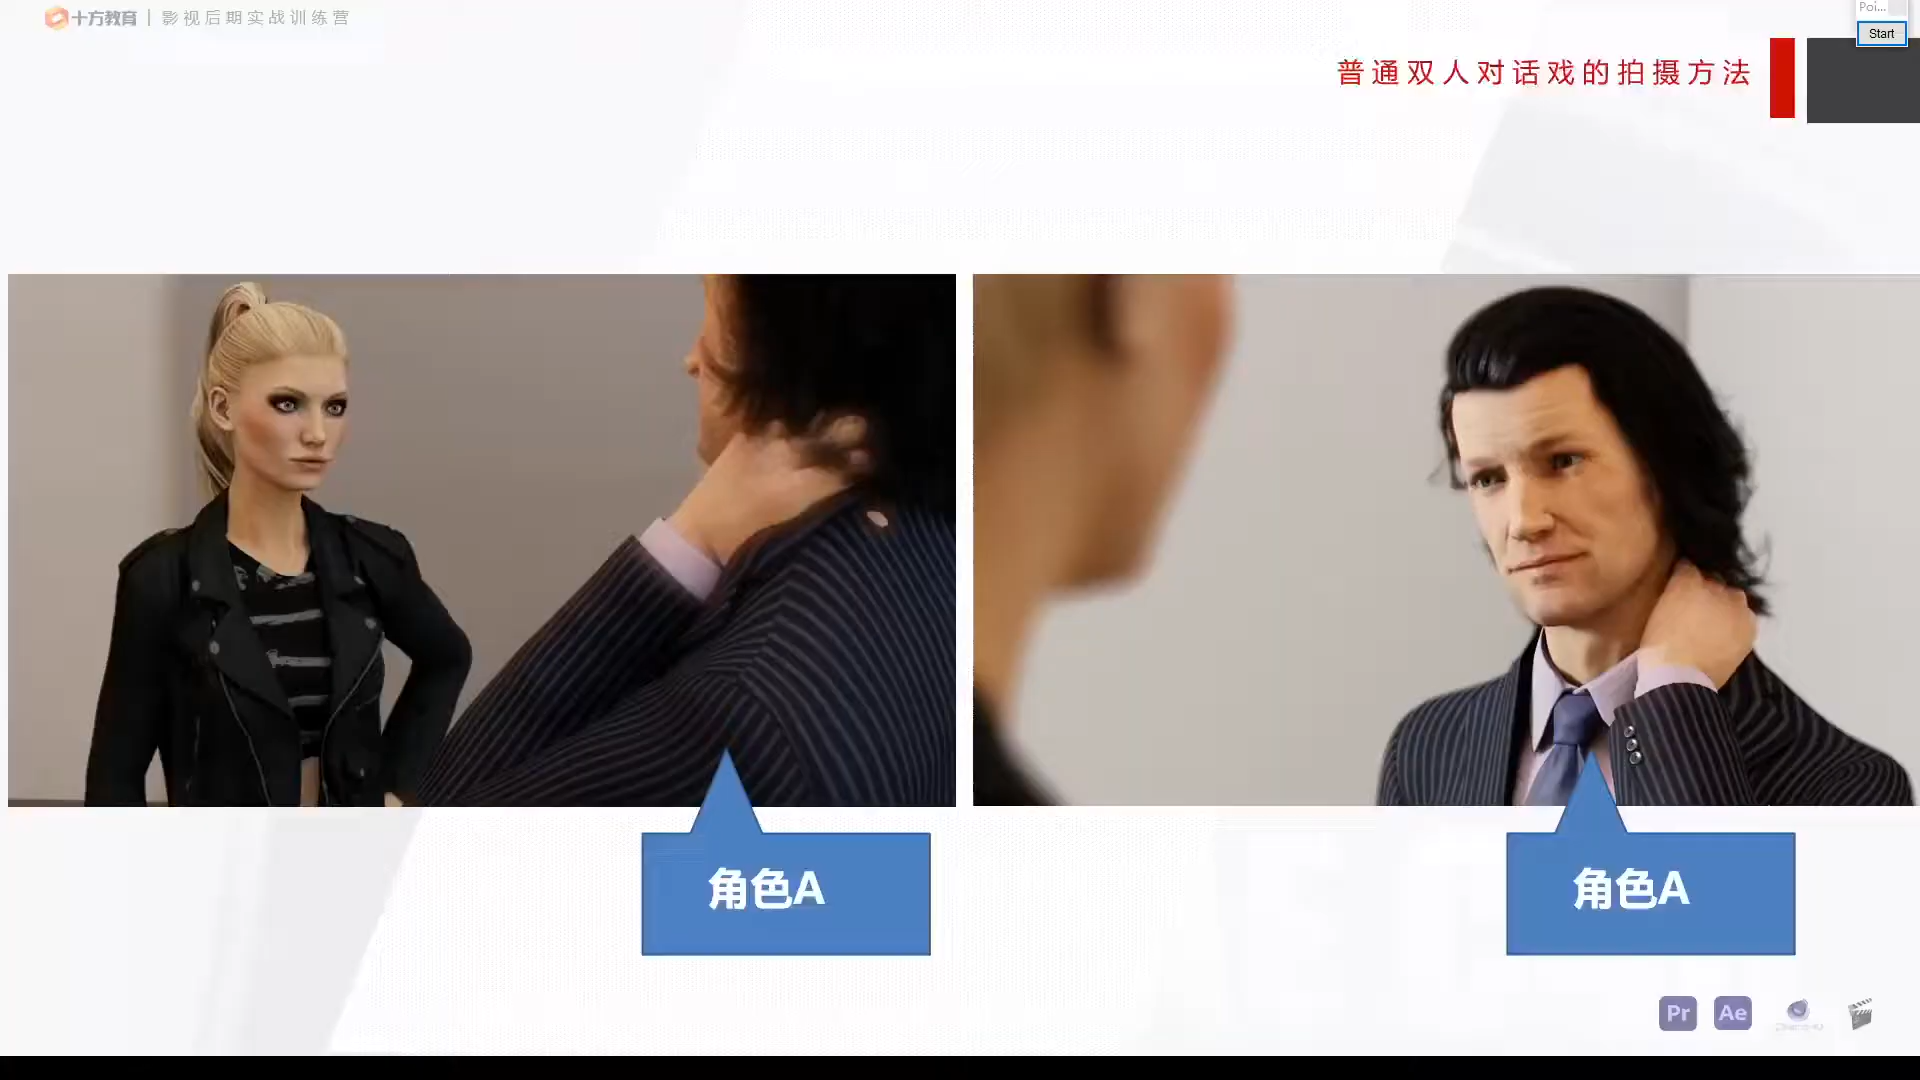 十方教育 | 影视后期实战训练营
Poi...
Start
普通双人对话戏的拍摄方法
角色A
角色A
Pr
Ae